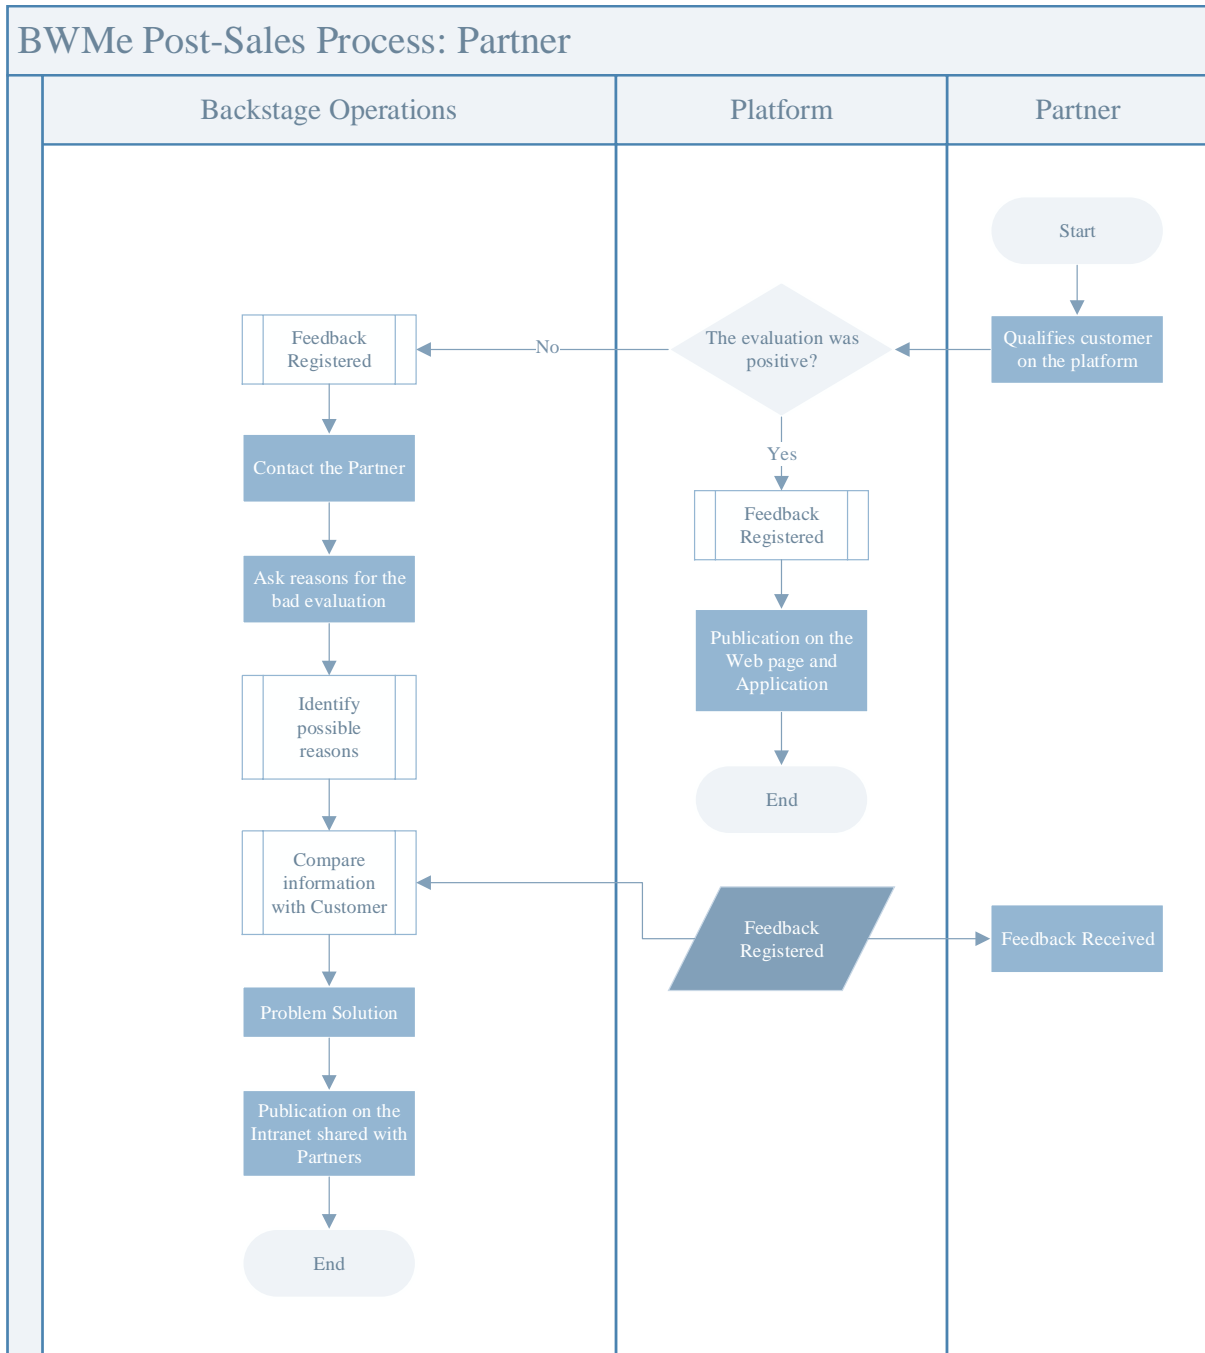 BWMe Post-Sales Process: Partner
Backstage Operations
Platform
Partner
Start
Qualifies customer
on the platform
The evaluation was
positive?
No
Feedback
Registered
Yes
Contact the Partner
Feedback
Registered
Ask reasons for the
bad evaluation
Publication on the
Web page and
Application
Identify
possible
reasons
End
Compare
information
with Customer
Feedback
Registered
Feedback Received
Problem Solution
Publication on the
Intranet shared with
Partners
End